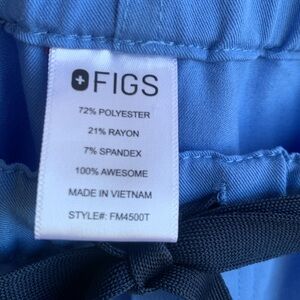 FIGS
72% POLYESTER
21% RAYON
7% SPANDEX
100% AWESOME
MADE IN VIETNAM
STYLE#: FM4500T